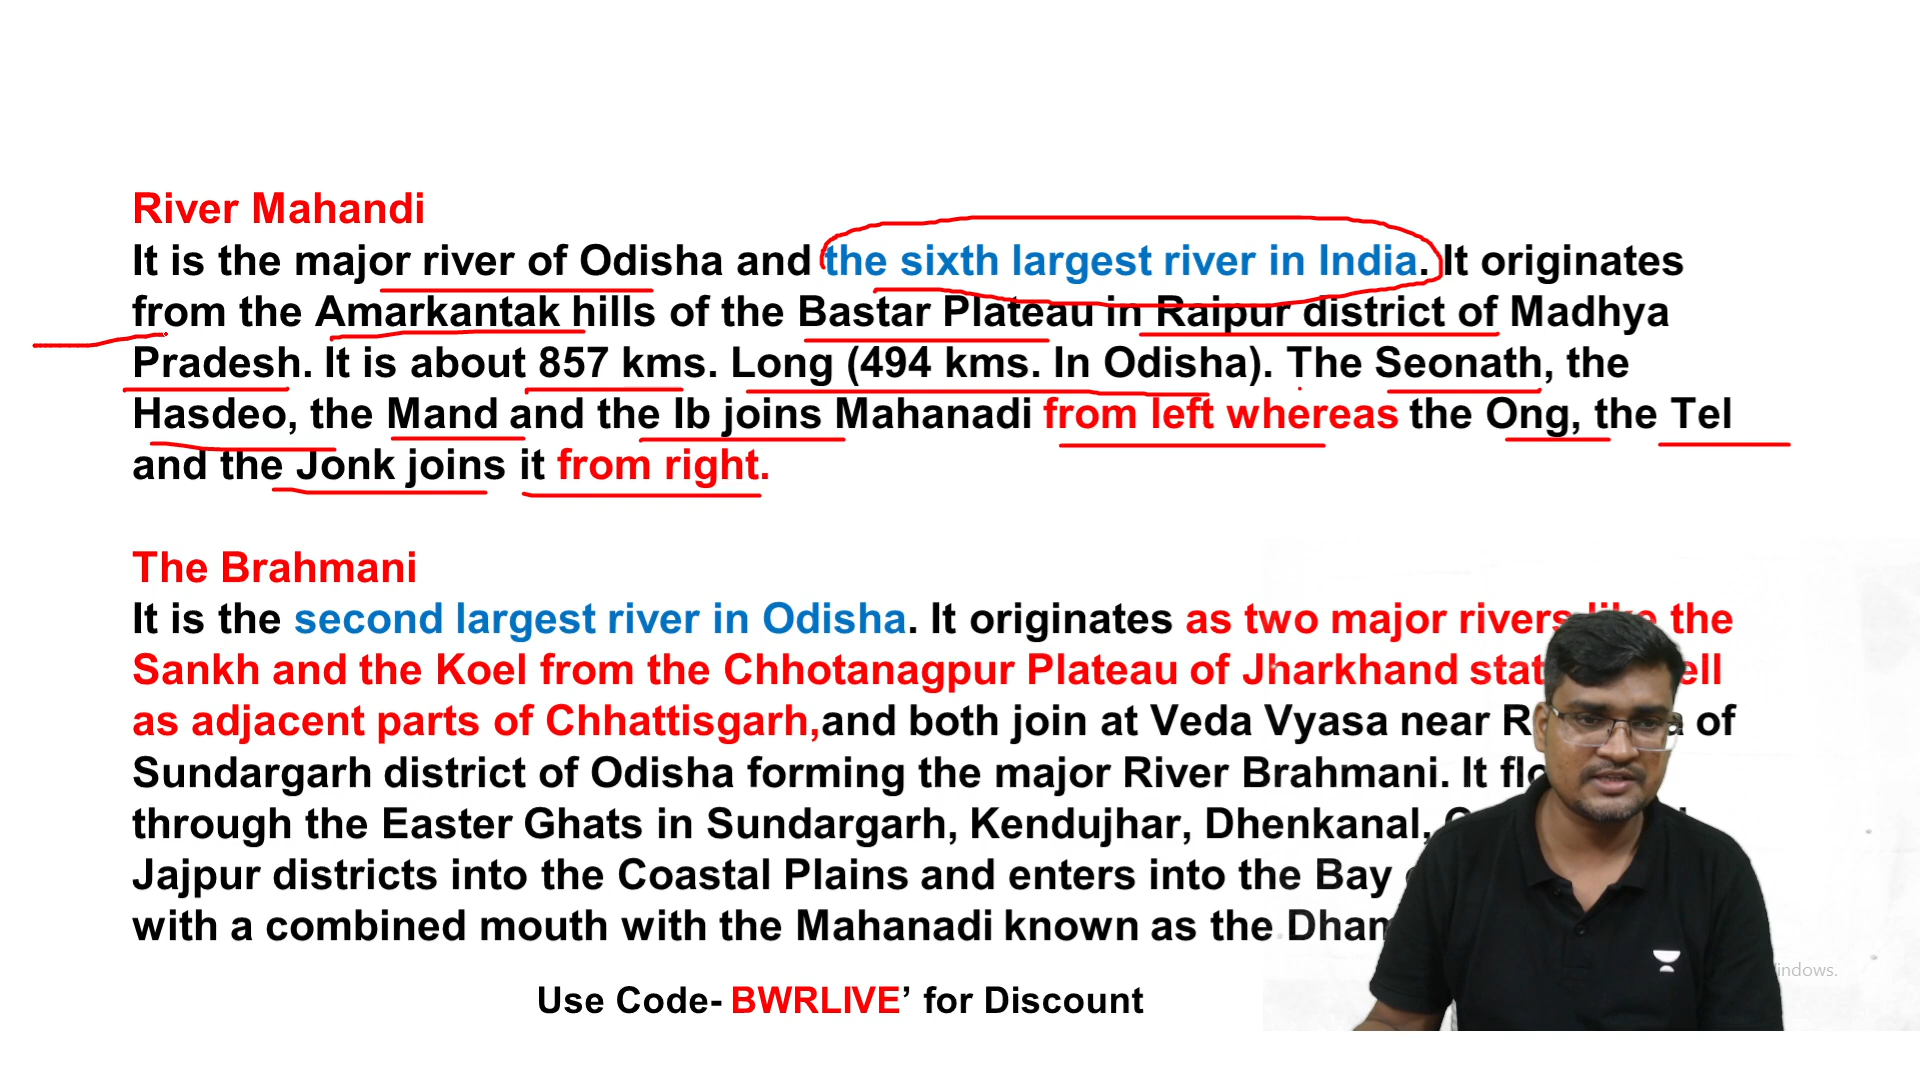 River Mahandi
It is the major river of Odisha and the sixth largest river in India. It originates
from the Amarkantak hills of the Bastar Plateau in Raipur district of Madhya
Pradesh. It is about 857 kms. Long (494 kms. In Odisha). The Seonath, the
Hasdeo, the Mand and the Ib joins Mahanadi from left whereas the Ong, the Tel
and the Jonk joins it from right.
The Brahmani
It is the second largest river in Odisha. It originates as two major rivers like the
Sankh and the Koel from the Chhotanagpur Plateau of Jharkhand
as adjacent parts of Chhattisgarh,and both join at Veda Vyasa near of
Sundargarh district of Odisha forming the major River Brahmani. It
through the Easter Ghats in Sundargarh, Kendujhar, Dhenkanal,
Jajpur districts into the Coastal Plains and enters into the Bay
with a combined mouth with the Mahanadi known as the
Use Code- BWRLIVE’ for Discount